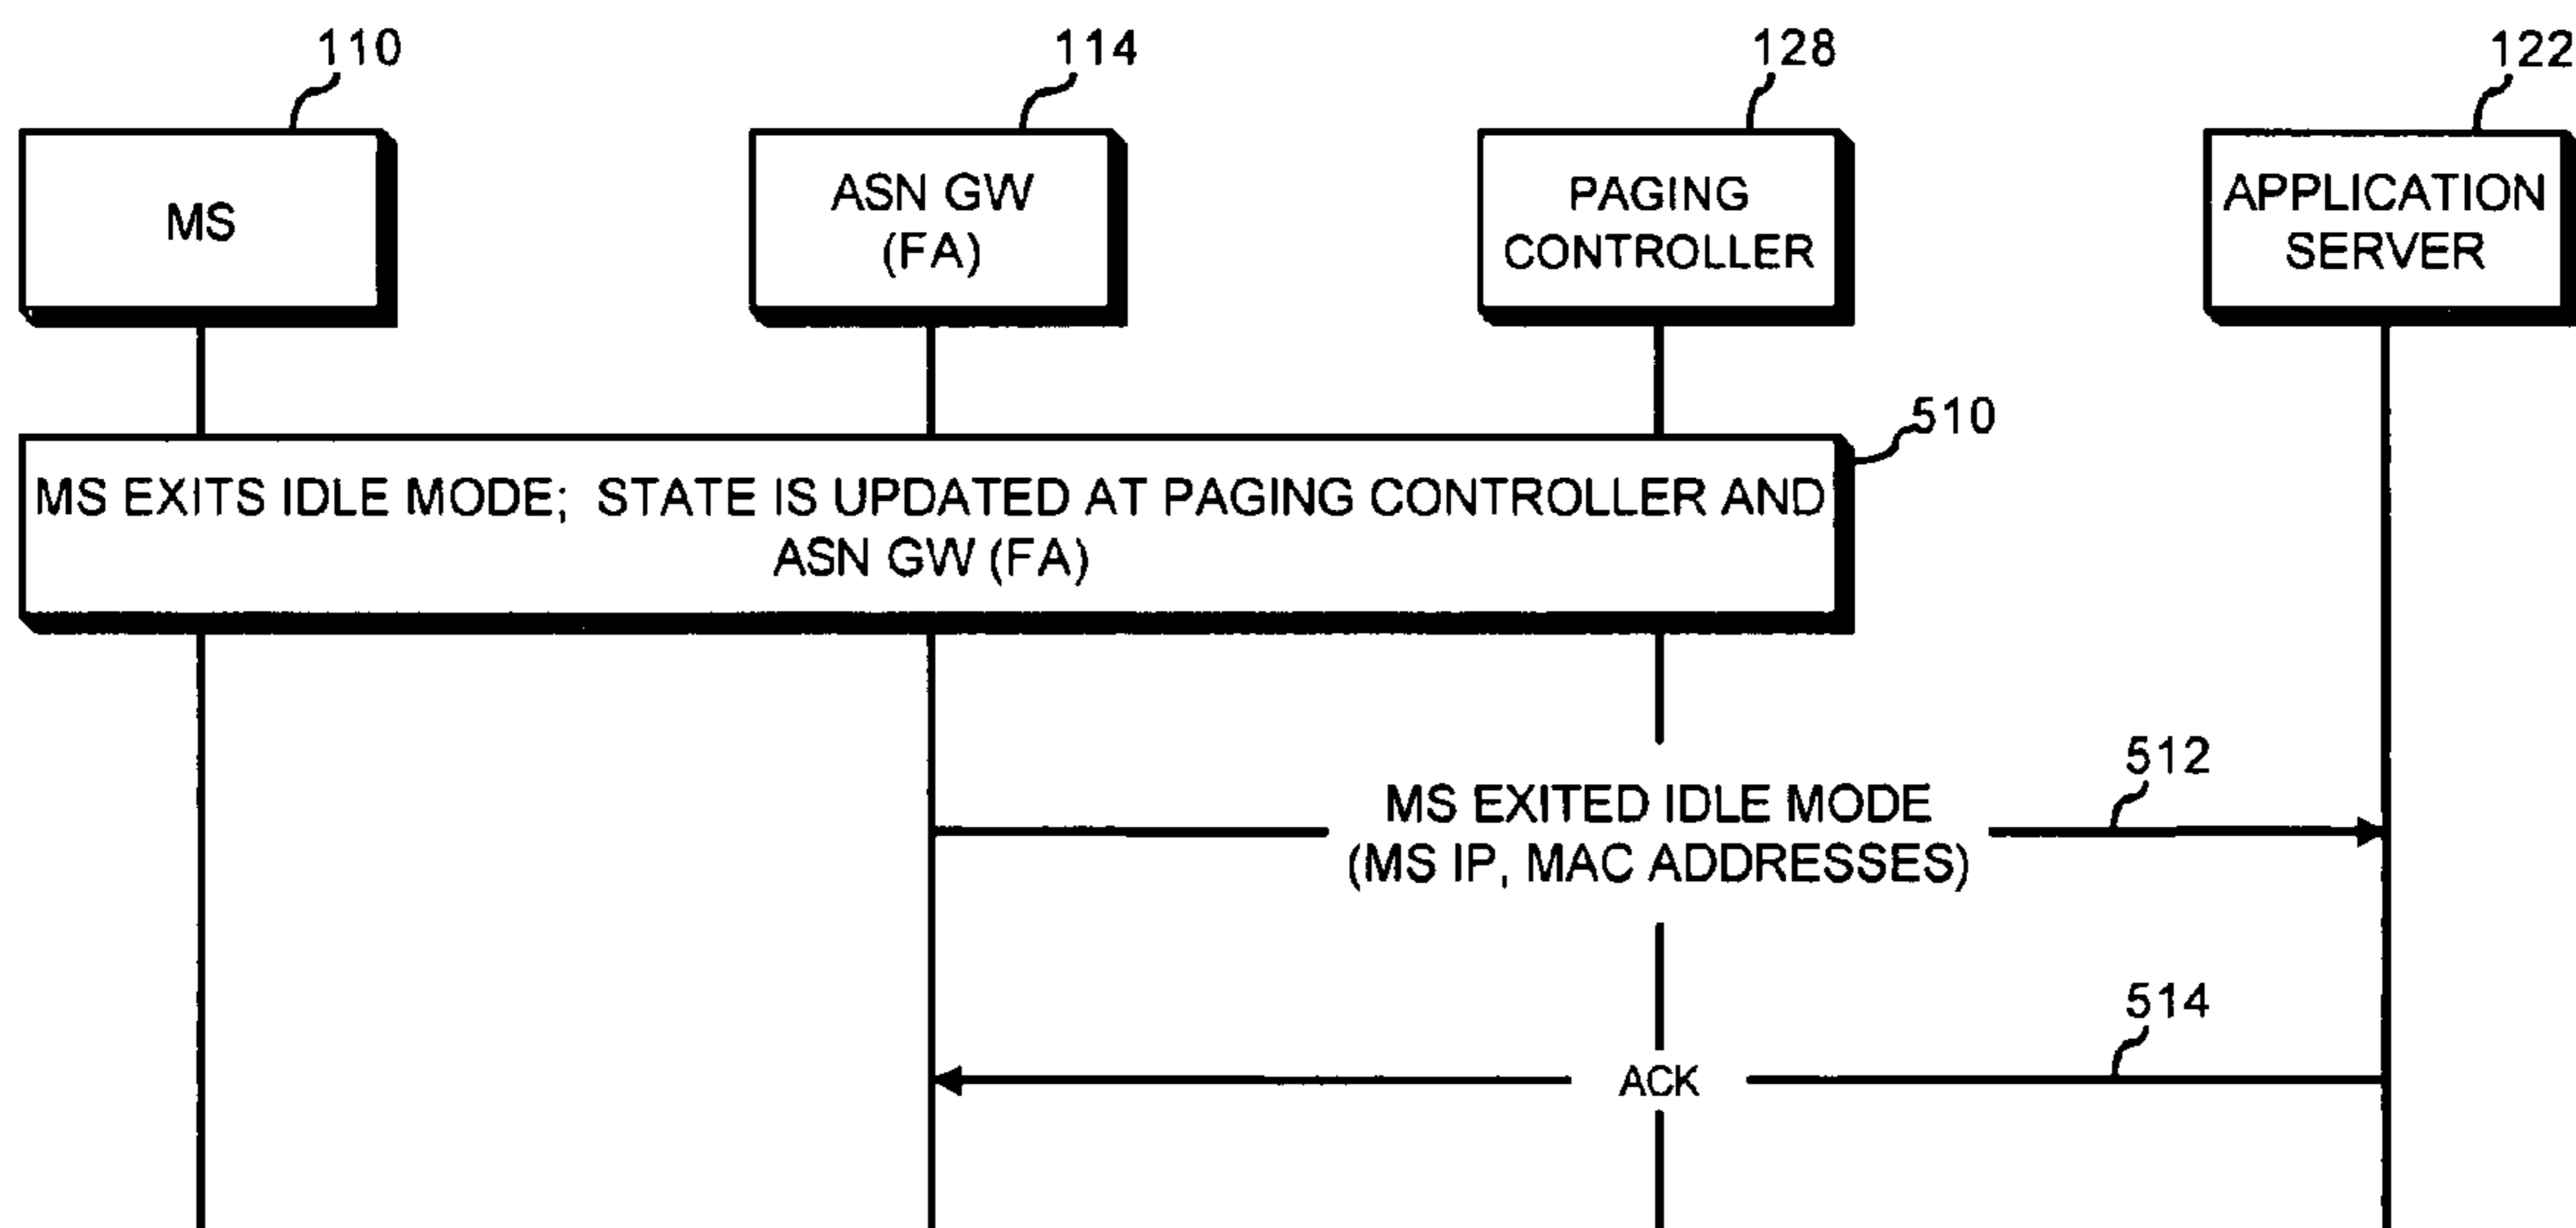 110
114
128
122
MS
ASN GW
(FA)
PAGING
CONTROLLER
APPLICATION
SERVER
510
MS EXITS IDLE MODE; STATE IS UPDATED AT PAGING CONTROLLER AND
ASN GW (FA)
512
MS EXITED IDLE MODE
(MS IP, MAC ADDRESSES)
514
ACK